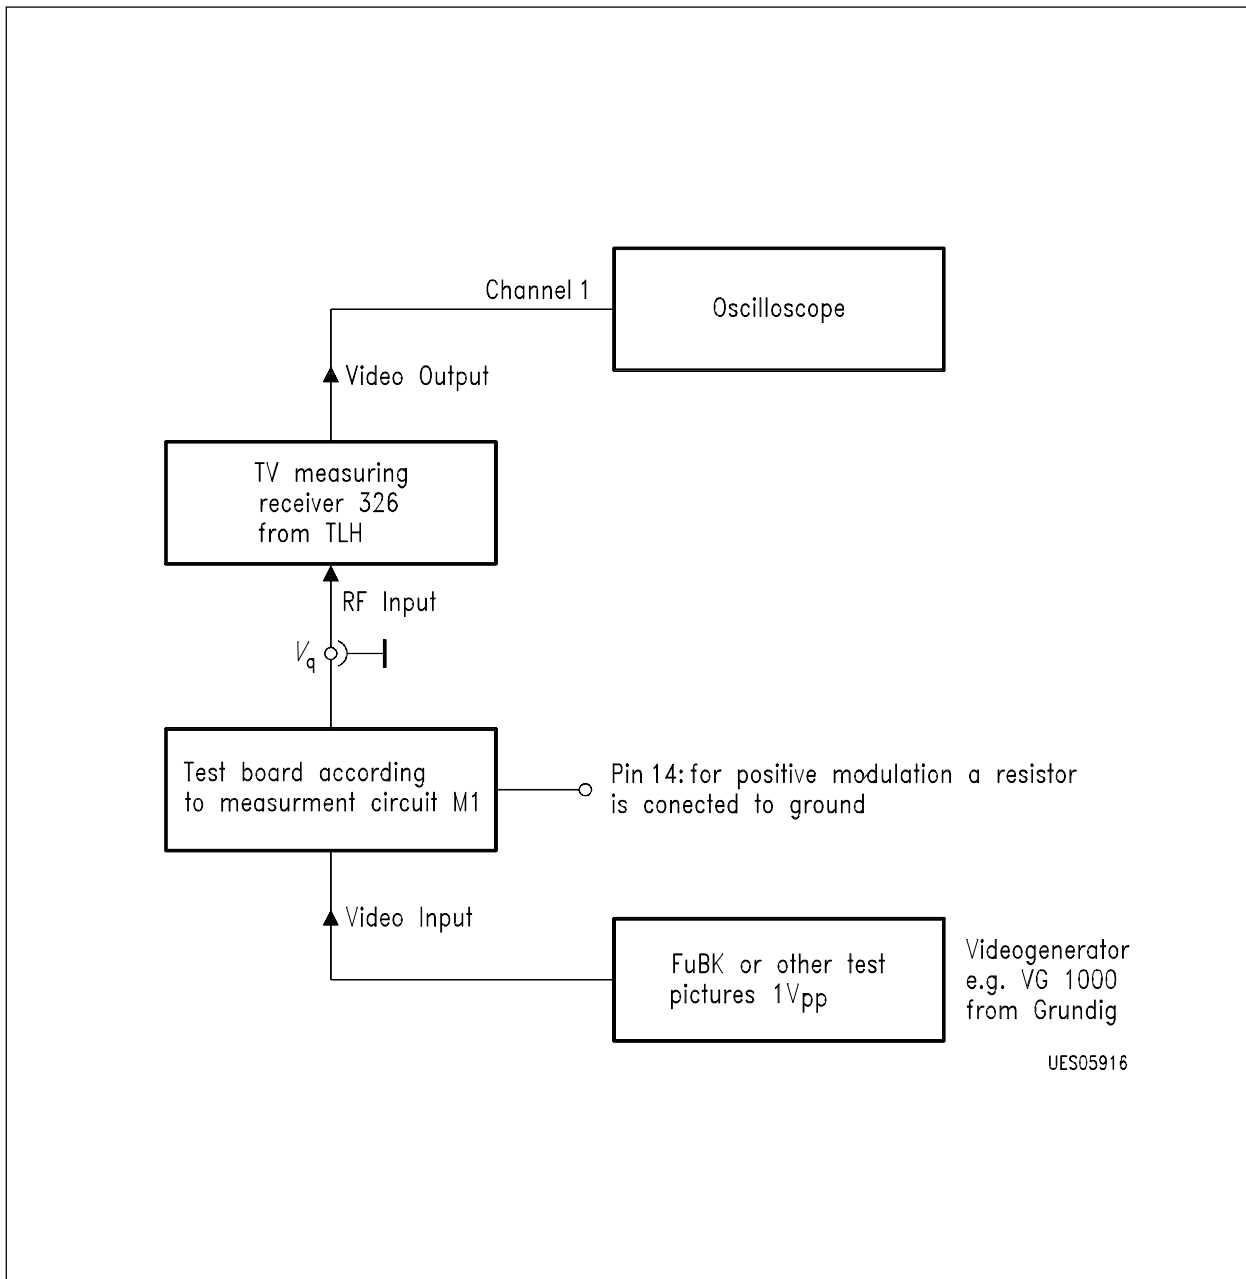 Channel 1
Oscilloscope
Video Output
TV measuring
receiver 326
from TLH
RF Input
Vq
Test board according
to measurment circuit M1
Pin 14: for positive modulation a resistor
is conected to ground
Video Input
FuBK or other test
pictures 1Vpp
Videogenerator
e.g. VG 1000
from Grundig
UES05916